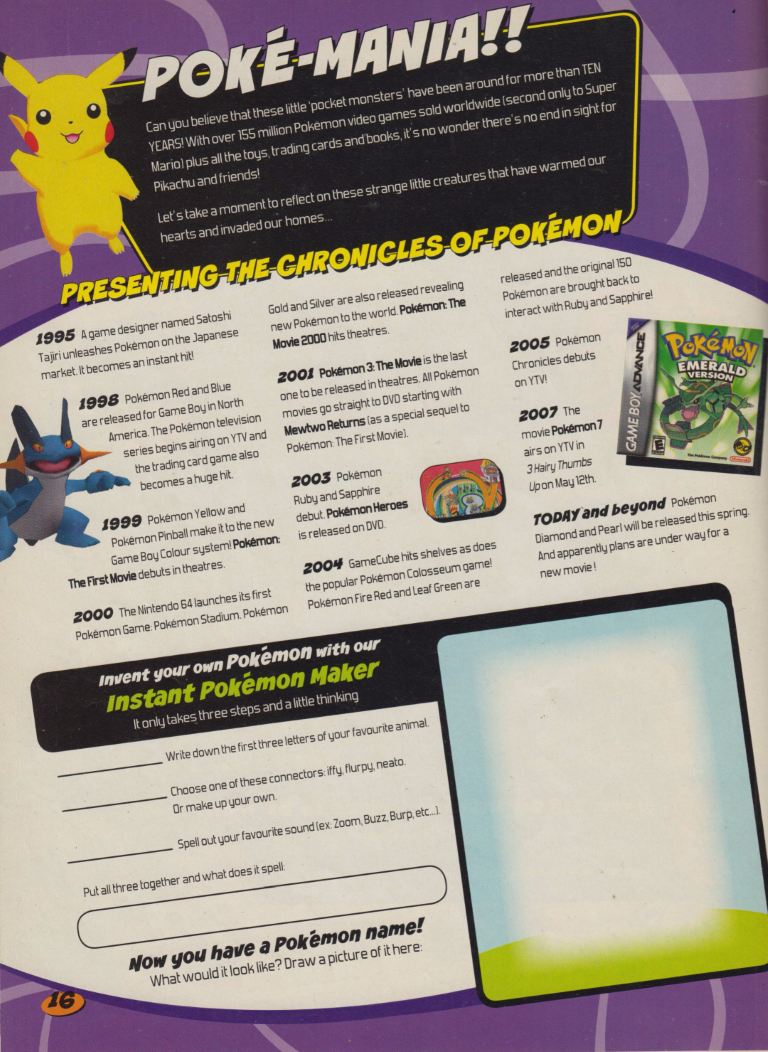 POKÉ-MANIA!!
Can you believe that these little 'pocket monsters' have been around for more than TEN
YEARS! With over 155 million Pokémon video games sold worldwide (second only to Super
Mario) plus all the toys, trading cards and books, it's no wonder there's no end in sight for
Pikachu and friends!
Let's take a moment to reflect on these strange little creatures that have warmed our
hearts and invaded our homes...
PRESENTING THE CHRONICLES OF POKÉMON
1995 A game designer named Satoshi
Tajiri unleashes Pokémon on the Japanese
market. It becomes an instant hit!
1998 Pokémon Red and Blue
are released for Game Boy in North
America. The Pokémon television
series begins airing on YTV and
the trading card game also
becomes a huge hit.
1999 Pokémon Yellow and
Pokémon Pinball make it to the new
Game Boy Colour system! Pokémon:
The First Movie debuts in theatres.
2000 The Nintendo 64 launches its first
Pokémon Game: Pokémon Stadium. Pokémon
Gold and Silver are also released revealing
new Pokémon to the world. Pokémon: The
Movie 2000 hits theatres.
2001 Pokémon 3: The Movie is the last
one to be released in theatres. All Pokémon
movies go straight to DVD starting with
Mewtwo Returns (as a special sequel to
Pokémon: The First Movie).
2003 Pokémon
Ruby and Sapphire
debut. Pokémon Heroes
is released on DVD.
2004 GameCube hits shelves as does
the popular Pokémon Colosseum game!
Pokémon Fire Red and Leaf Green are
released and the original 150
Pokémon are brought back to
interact with Ruby and Sapphire!
2005 Pokémon
Chronicles debuts
on YTV!
2007 The
movie Pokémon 7
airs on YTV in
3 Hairy Thumbs
Up on May 12th.
TODAY and beyond Pokémon
Diamond and Pearl will be released this spring.
And apparently plans are under way for a
new movie !
GAME BOY ADVANCE
POKéMON
EMERALD
VERSION
E
The Pokémon Company
Nintendo
Invent your own Pokémon with our
Instant Pokémon Maker
It only takes three steps and a little thinking
Write down the first three letters of your favourite animal.
Choose one of these connectors: iffy, flurpy, neato.
Or make up your own.
Spell out your favourite sound (ex: Zoom, Buzz, Burp, etc...).
Put all three together and what does it spell:
Now you have a Pokémon name!
What would it look like? Draw a picture of it here:
16